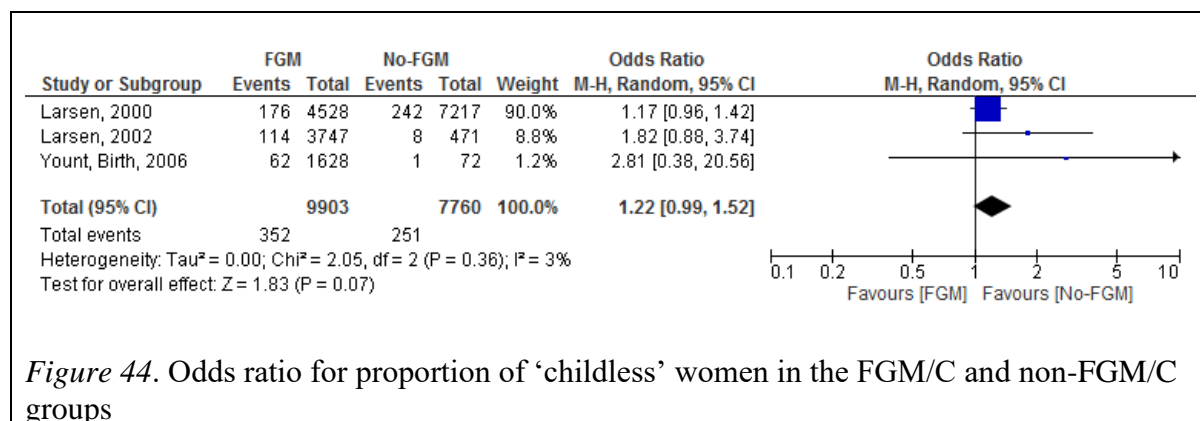 FGM No-FGM Odds Ratio Odds Ratio
Study or Subgroup Events Total Events Total Weight M-H, Random, 95% CI M-H, Random, 95% CI
Larsen, 2000 176 4528 242 7217 90.0% 1.17 [0.96, 1.42]
Larsen, 2002 114 3747 8 471 8.8% 1.82 [0.88, 3.74]
Yount, Birth, 2006 62 1628 1 72 1.2% 2.81 [0.38, 20.56]
Total (95% CI) 9903 7760 100.0% 1.22 [0.99, 1.52]
Total events 352 251
Heterogeneity: Tau² = 0.00; Chi² = 2.05, df = 2 (P = 0.36); I² = 3%
Test for overall effect: Z = 1.83 (P = 0.07)
0.1 0.2 0.5 1 2 5 10
Favours [FGM] Favours [No-FGM]
Figure 44. Odds ratio for proportion of ‘childless’ women in the FGM/C and non-FGM/C
groups